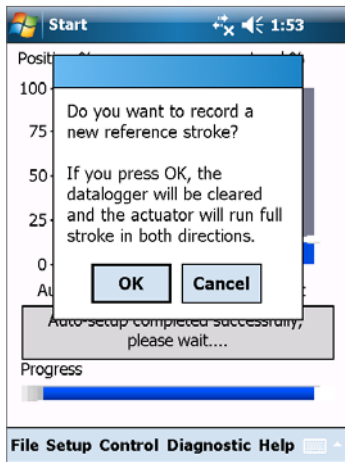 Start 1:53
Positi
100
Do you want to record a
new reference stroke?
75
If you press OK, the
50
datalogger will be cleared
and the actuator will run full
25
stroke in both directions.
0
OK Cancel
Au
Auto-setup completed successfully,
please wait....
Progress
File Setup Control Diagnostic Help